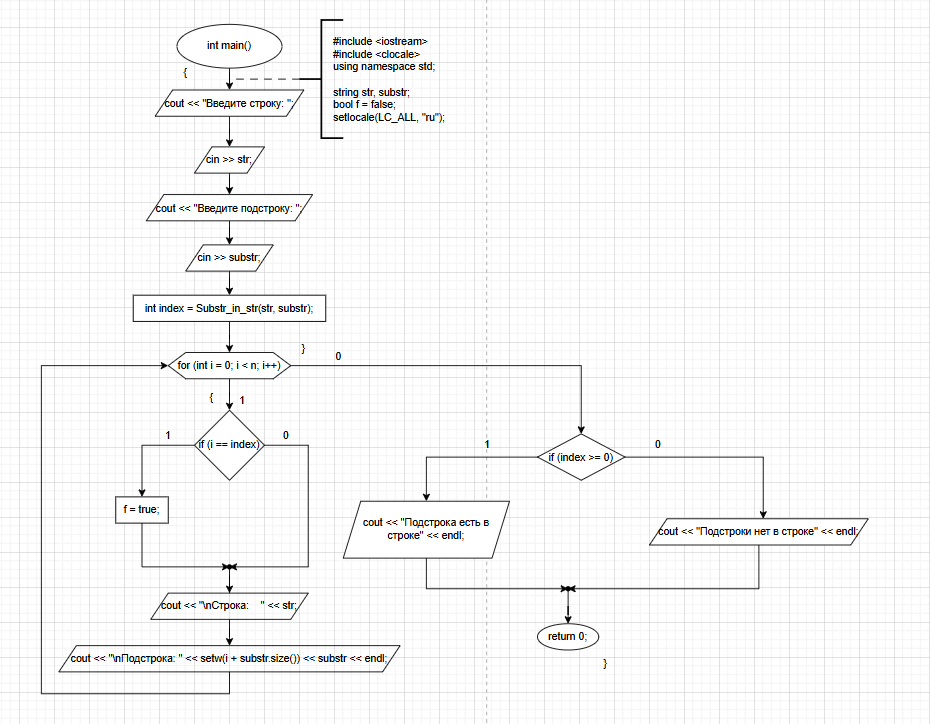 int main()
{
#include <iostream>
#include <clocale>
using namespace std;
string str, substr;
bool f = false;
setlocale(LC_ALL, "ru");
cout << "Введите строку: ";
cin >> str;
cout << "Введите подстроку: ";
cin >> substr;
int index = Substr_in_str(str, substr);
}
0
for (int i = 0; i < n; i++)
{
1
1
0
if (i == index)
f = true;
cout << "\nСтрока:    " << str;
cout << "\nПодстрока: " << setw(i + substr.size()) << substr << endl;
1
0
if (index >= 0)
cout << "Подстрока есть в
строке" << endl;
cout << "Подстроки нет в строке" << endl;
return 0;
}